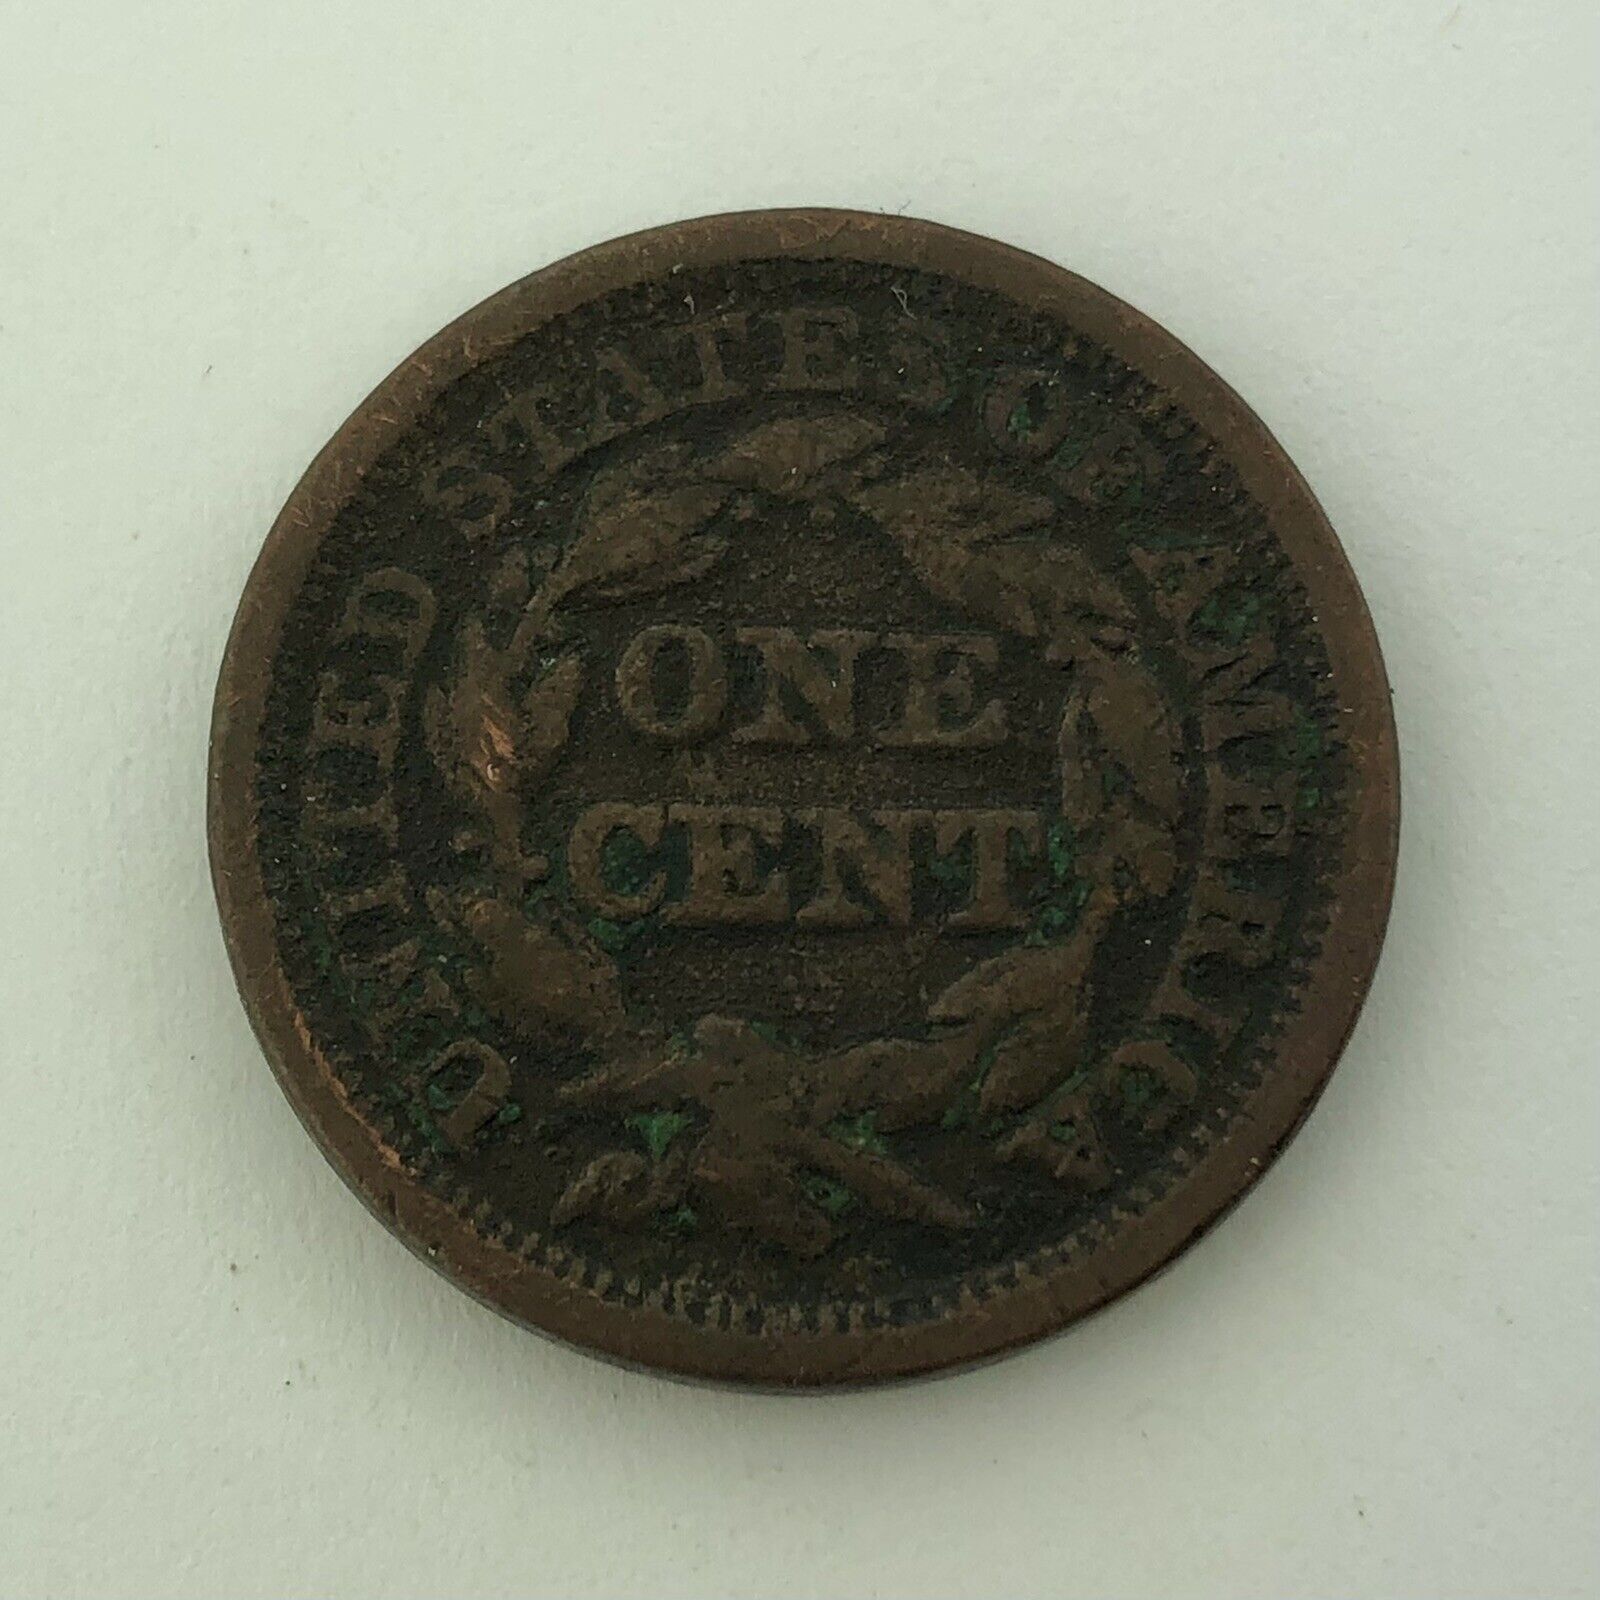 UNITED STATES OF AMERICA
ONE
CENT